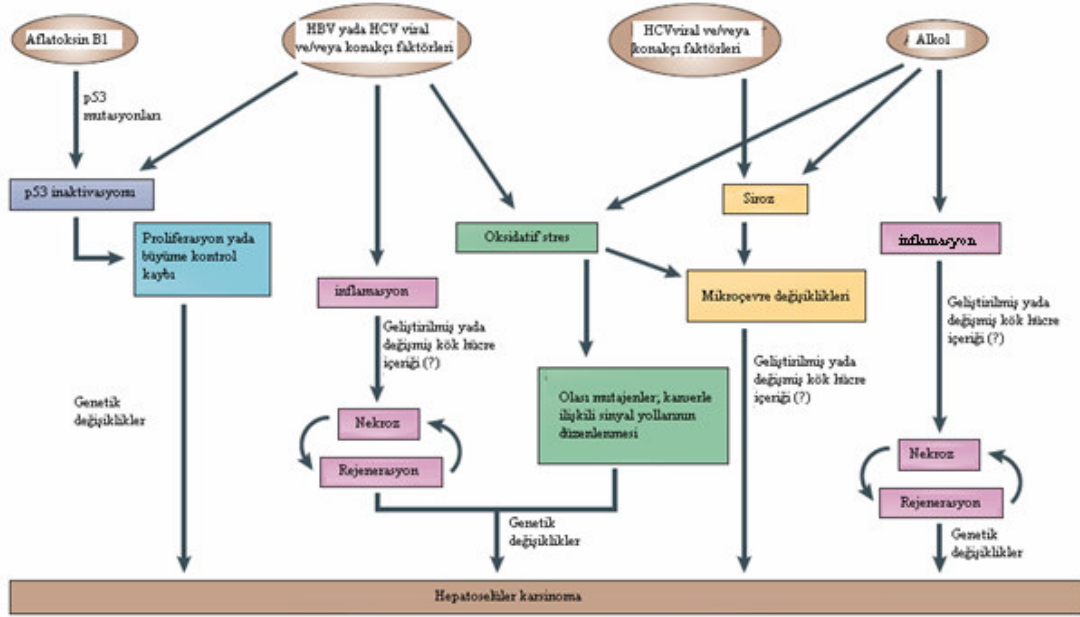 Aflatoksin B1
HBV yada HCV viral
ve/veya konakçı faktörleri
HCVviral ve/veya
konakçı faktörleri
Alkol
p53
mutasyonları
p53 inaktivasyonu
Proliferasyon yada
büyüme kontrol
kaybı
Oksidatif stres
Siroz
inflamasyon
inflamasyon
Mikroçevre değişiklikleri
Geliştirilmiş yada
değişmiş kök hücre
içeriği (?)
Geliştirilmiş yada
değişmiş kök hücre
içeriği (?)
Geliştirilmiş yada
değişmiş kök hücre
içeriği (?)
Genetik
değişiklikler
Olası mutajenler; kanserle
ilişkili sinyal yollarının
düzenlenmesi
Nekroz
Rejenerasyon
Nekroz
Rejenerasyon
Genetik
değişiklikler
Genetik
değişiklikler
Hepatoselüler karsinoma